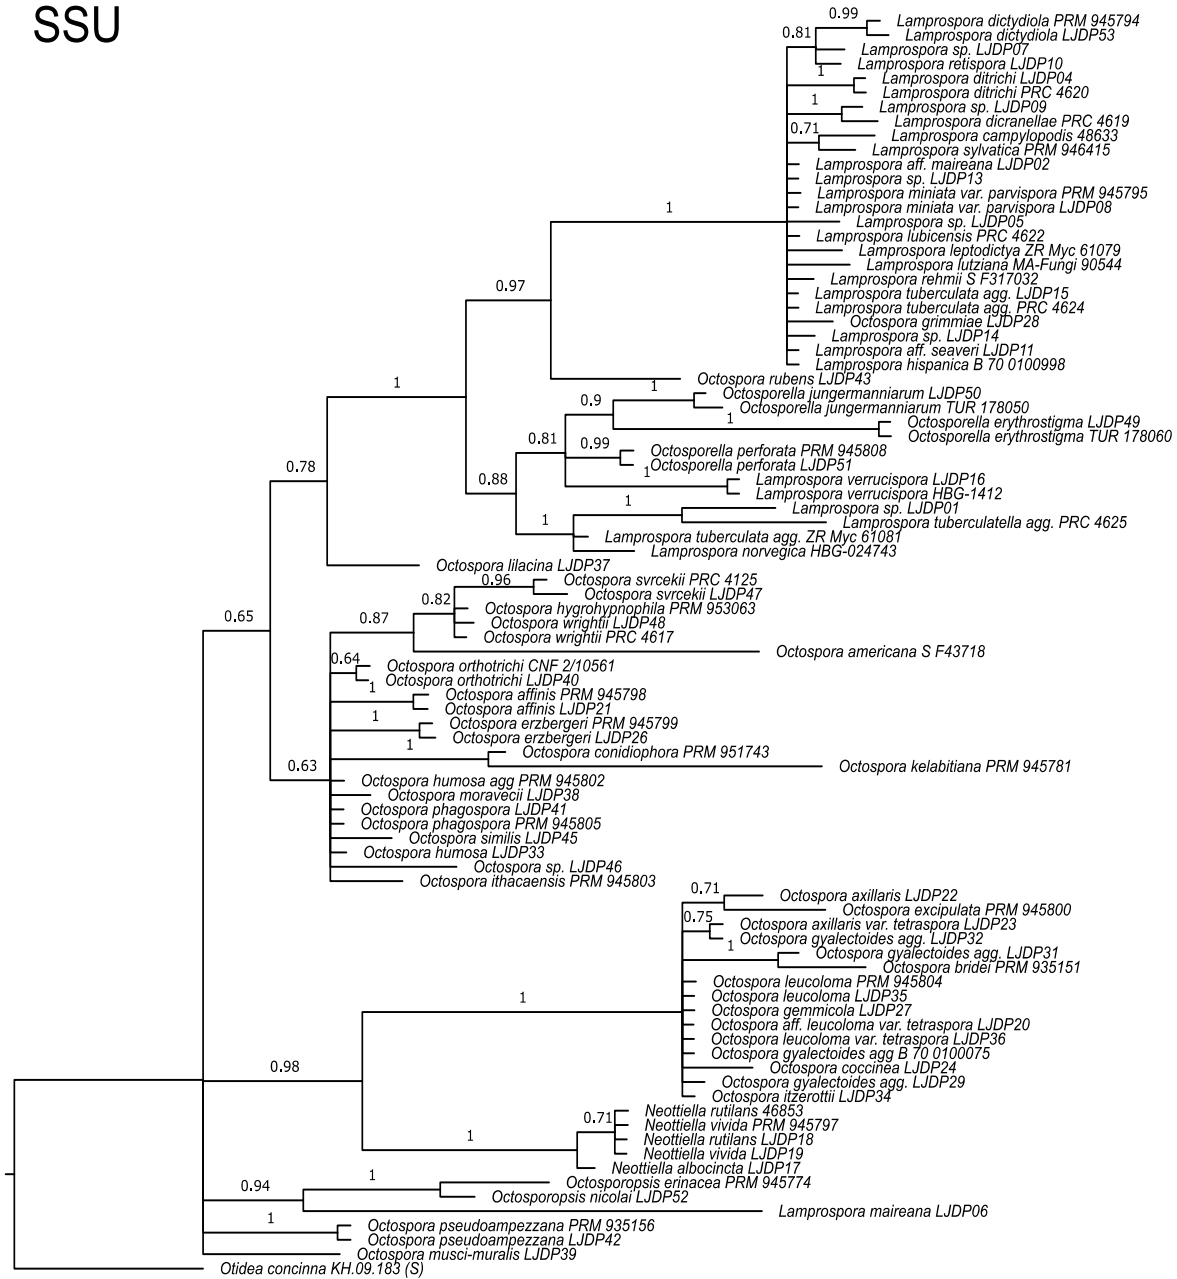 SSU
0.99
Lamprospora dictydiola PRM 945794
0.81
Lamprospora dictydiola LJDP53
Lamprospora sp. LJDP07
Lamprospora retispora LJDP10
1
Lamprospora ditrichi LJDP04
Lamprospora ditrichi PRC 4620
1
Lamprospora sp. LJDP09
Lamprospora dicranellae PRC 4619
0.71
Lamprospora campylopodis 48633
Lamprospora sylvatica PRM 946415
Lamprospora aff. maireana LJDP02
Lamprospora sp. LJDP13
Lamprospora miniata var. parvispora PRM 945795
Lamprospora miniata var. parvispora LJDP08
1
Lamprospora sp. LJDP05
Lamprospora lubicensis PRC 4622
Lamprospora leptodictya ZR Myc 61079
Lamprospora lutziana MA-Fungi 90544
Lamprospora rehmii S F317032
0.97
Lamprospora tuberculata agg. LJDP15
Lamprospora tuberculata agg. PRC 4624
Octospora grimmiae LJDP28
Lamprospora sp. LJDP14
Lamprospora aff. seaveri LJDP11
Lamprospora hispanica B 70 0100998
Octospora rubens LJDP43
1
1
Octosporella jungermanniarum LJDP50
0.9
Octosporella jungermanniarum TUR 178050
1
Octosporella erythrostigma LJDP49
Octosporella erythrostigma TUR 178060
0.81
0.99
Octosporella perforata PRM 945808
Octosporella perforata LJDP51
0.78
0.88
1
Lamprospora verrucispora LJDP16
Lamprospora verrucispora HBG-1412
1
Lamprospora sp. LJDP01
1
Lamprospora tuberculatella agg. PRC 4625
Lamprospora tuberculata agg. ZR Myc 61081
Lamprospora norvegica HBG-024743
Octospora lilacina LJDP37
0.96
Octospora svrcekii PRC 4125
Octospora svrcekii LJDP47
0.82
Octospora hygrohypnophila PRM 953063
0.65
0.87
Octospora wrightii LJDP48
Octospora wrightii PRC 4617
Octospora americana S F43718
0.64
Octospora orthotrichi CNF 2/10561
Octospora orthotrichi LJDP40
1
Octospora affinis PRM 945798
Octospora affinis LJDP21
1
Octospora erzbergeri PRM 945799
Octospora erzbergeri LJDP26
1
Octospora conidiophora PRM 951743
0.63
Octospora kelabitiana PRM 945781
Octospora humosa agg PRM 945802
Octospora moravecii LJDP38
Octospora phagospora LJDP41
Octospora phagospora PRM 945805
Octospora similis LJDP45
Octospora humosa LJDP33
Octospora sp. LJDP46
Octospora ithacaensis PRM 945803
0.71
Octospora axillaris LJDP22
Octospora excipulata PRM 945800
0.75
Octospora axillaris var. tetraspora LJDP23
Octospora gyalectoides agg. LJDP32
1
Octospora gyalectoides agg. LJDP31
Octospora bridei PRM 935151
Octospora leucoloma PRM 945804
1
Octospora leucoloma LJDP35
Octospora gemmicola LJDP27
Octospora aff. leucoloma var. tetraspora LJDP20
Octospora leucoloma var. tetraspora LJDP36
Octospora gyalectoides agg B 70 0100075
0.98
Octospora coccinea LJDP24
Octospora gyalectoides agg. LJDP29
Octospora itzerottii LJDP34
0.71
Neottiella rutilans 46853
Neottiella vivida PRM 945797
1
Neottiella rutilans LJDP18
Neottiella vivida LJDP19
Neottiella albocincta LJDP17
1
Octosporopsis erinacea PRM 945774
0.94
Octosporopsis nicolai LJDP52
Lamprospora maireana LJDP06
1
Octospora pseudoampezzana PRM 935156
Octospora pseudoampezzana LJDP42
Octospora musci-muralis LJDP39
Otidea concinna KH.09.183 (S)